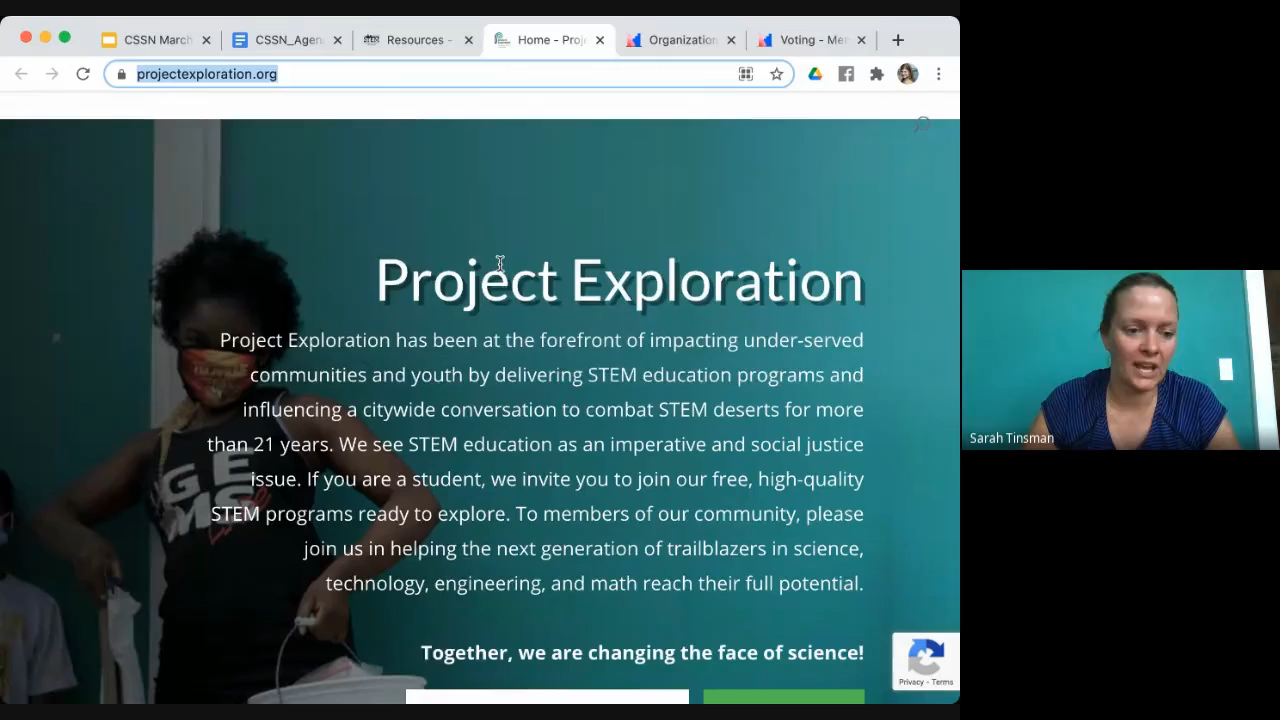 CSSN March
CSSN_Agen
Resources -
Home - Proj
Organization
Voting - Mem
projectexploration.org
Project Exploration
Project Exploration has been at the forefront of impacting under-served
communities and youth by delivering STEM education programs and
influencing a citywide conversation to combat STEM deserts for more
than 21 years. We see STEM education as an imperative and social justice
issue. If you are a student, we invite you to join our free, high-quality
STEM programs ready to explore. To members of our community, please
join us in helping the next generation of trailblazers in science,
technology, engineering, and math reach their full potential.
Together, we are changing the face of science!
GE
MS
Privacy - Terms
Sarah Tinsman